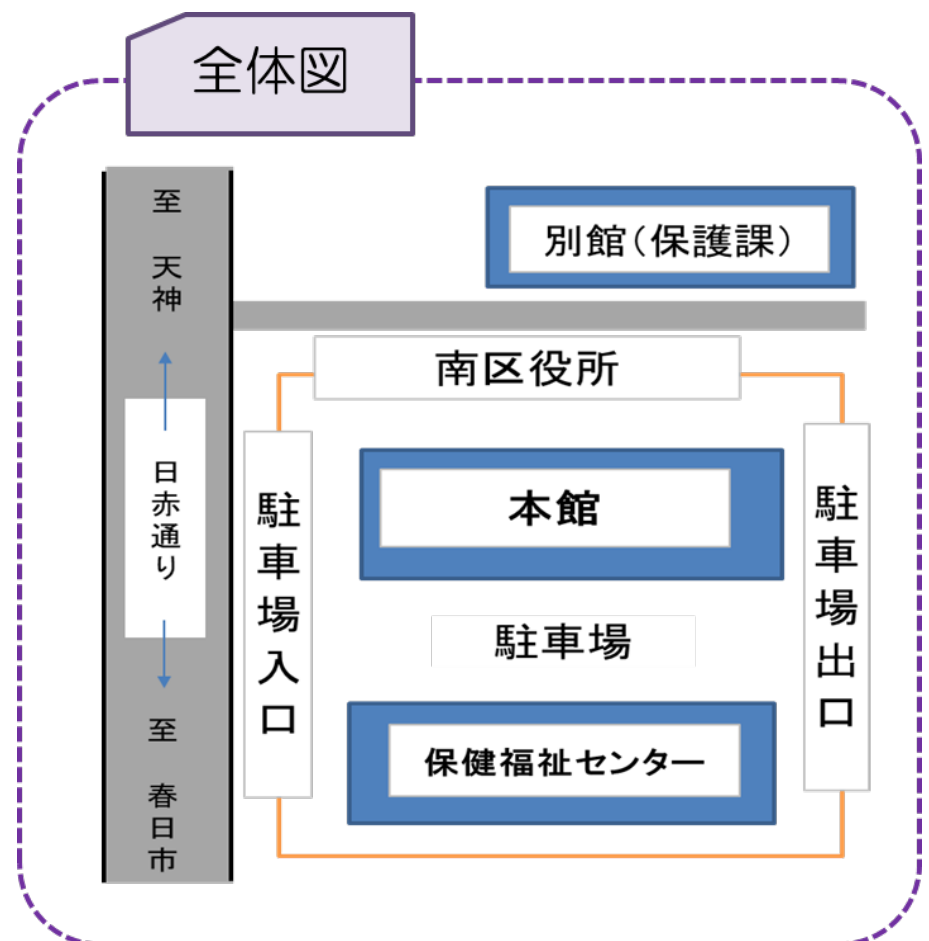 全体図
至 天神
日赤通り
至 春日市
別館(保護課)
南区役所
駐車場入口
本館
駐車場
保健福祉センター
駐車場出口